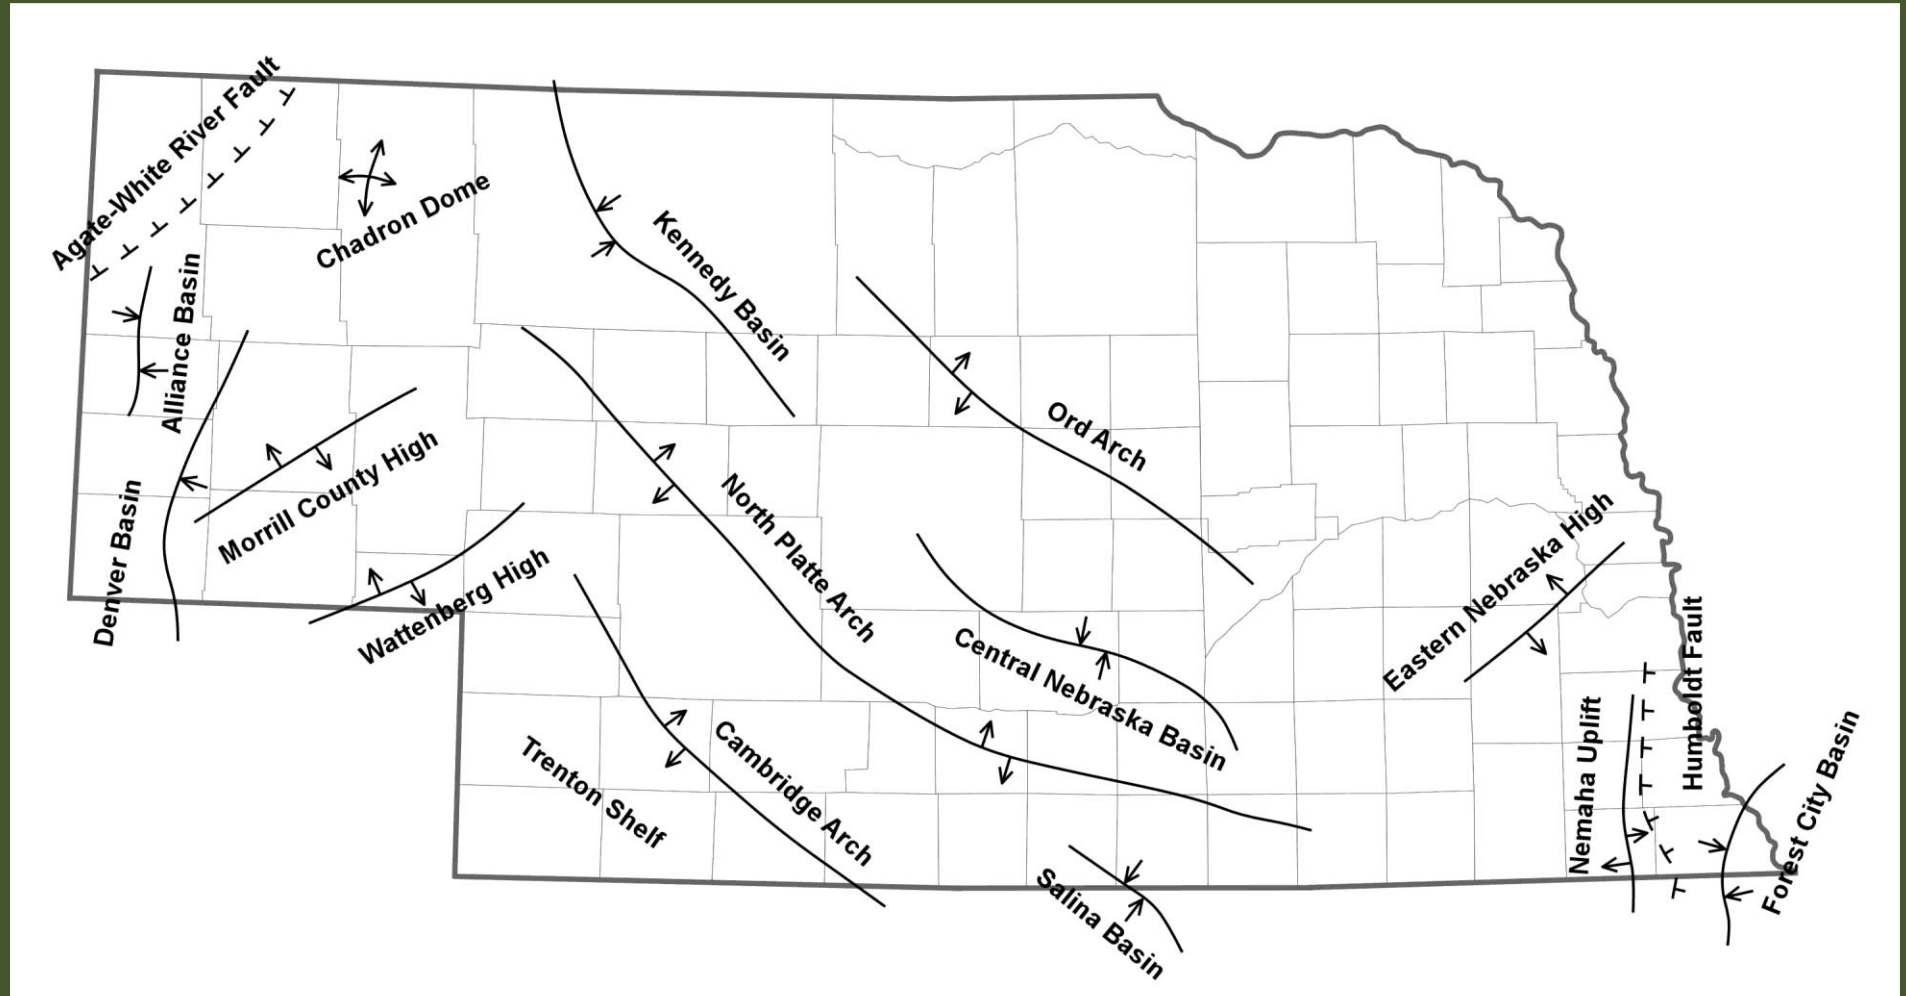 Agate-White River Fault
Chadron Dome
Kennedy Basin
Alliance Basin
Ord Arch
Morrill County High
Denver Basin
North Platte Arch
Wattenberg High
Eastern Nebraska High
Central Nebraska Basin
Humboldt Fault
Nemaha Uplift
Cambridge Arch
Trenton Shelf
Forest City Basin
Salina Basin